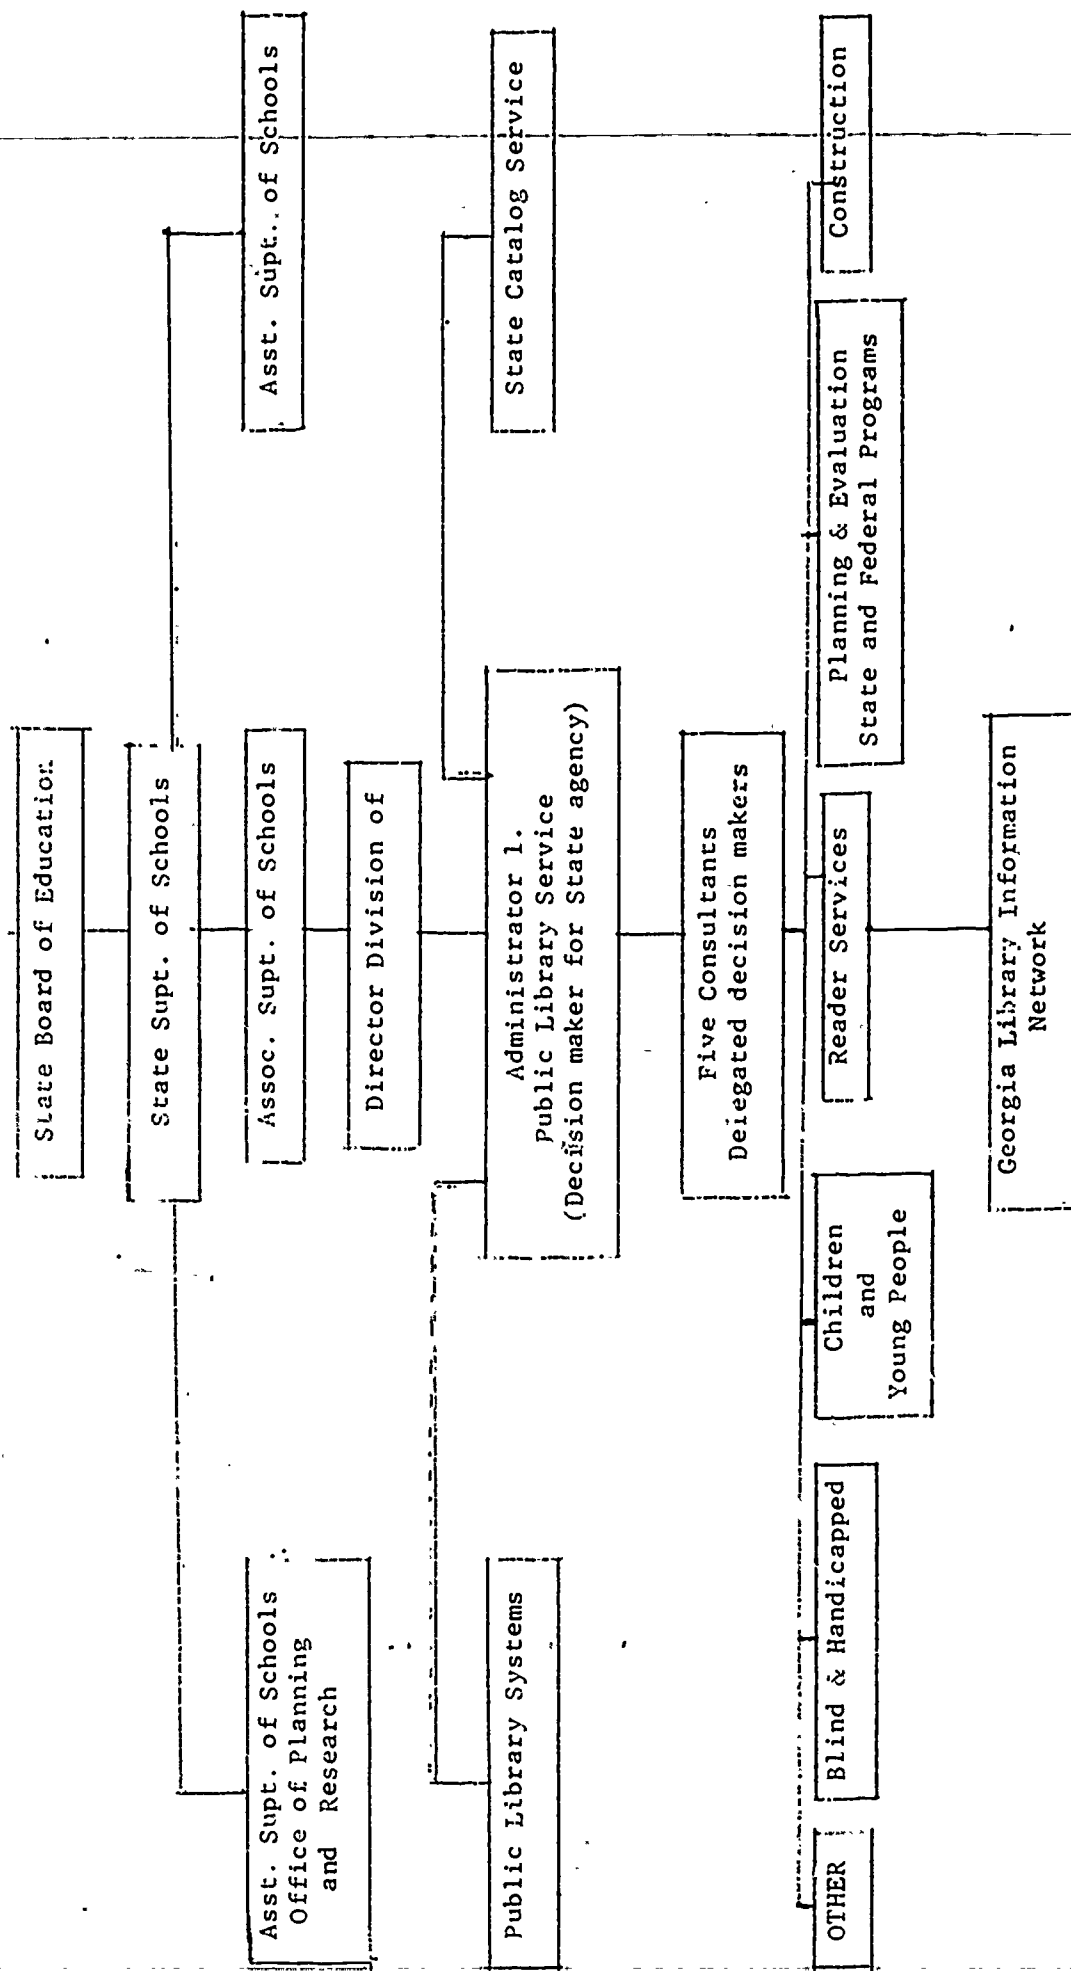 State Board of Education
State Supt. of Schools
Asst. Supt. of Schools
Office of Planning
and Research
Assoc. Supt. of Schools
Asst. Supt. of Schools
Director Division of
Public Library Systems
Administrator 1.
Public Library Service
(Decision maker for State agency)
State Catalog Service
Five Consultants
Delegated decision makers
OTHER
Blind & Handicapped
Children
and
Young People
Reader Services
Planning & Evaluation
State and Federal Programs
Construction
Georgia Library Information
Network